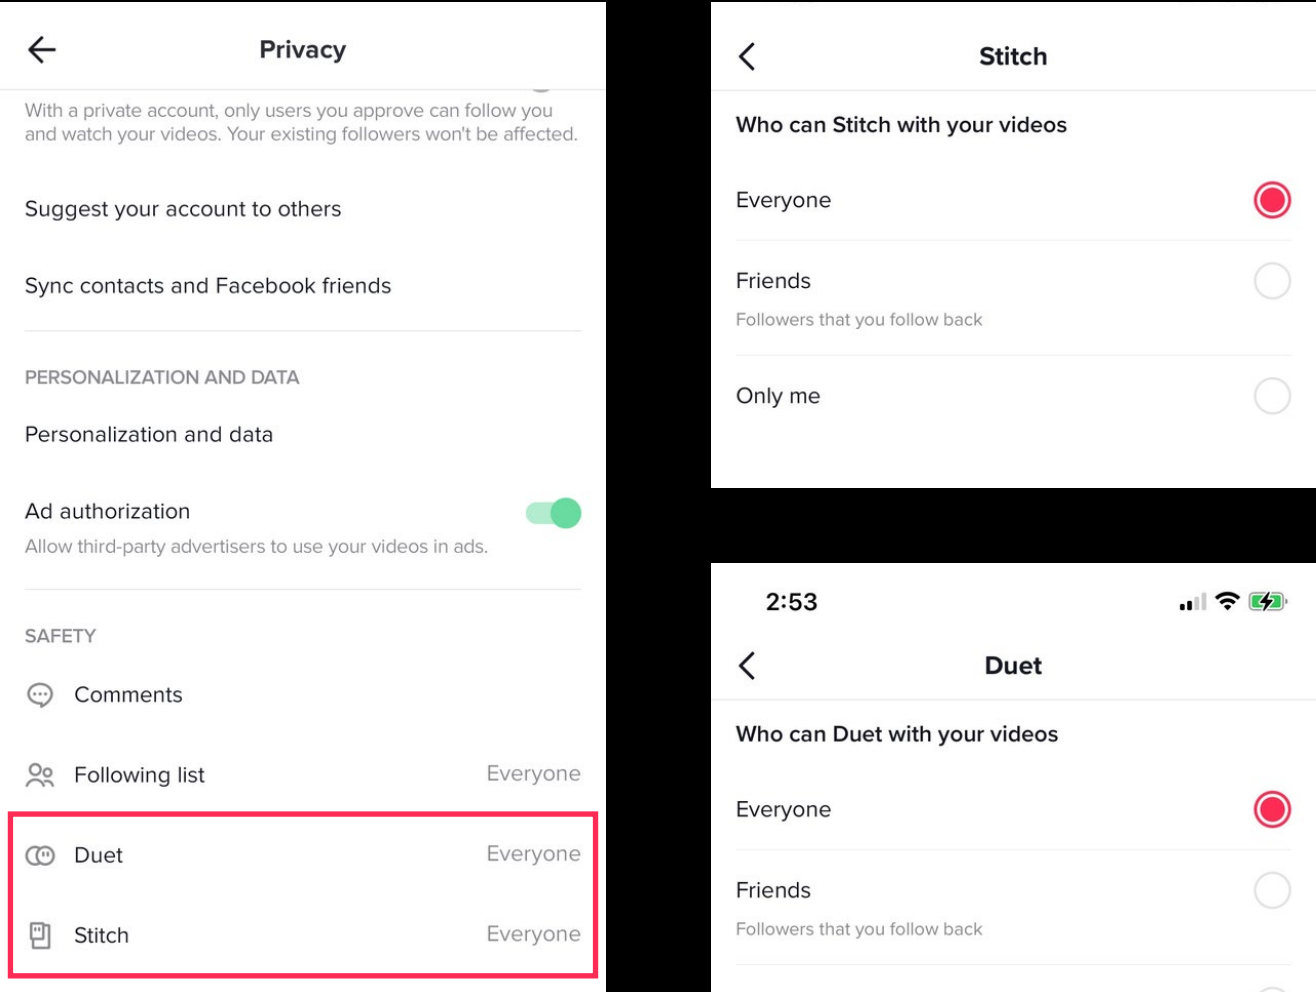 Privacy
With a private account, only users you approve can follow you
and watch your videos. Your existing followers won't be affected.
Suggest your account to others
Sync contacts and Facebook friends
PERSONALIZATION AND DATA
Personalization and data
Ad authorization
Allow third-party advertisers to use your videos in ads.
SAFETY
Comments
Following list Everyone
Duet Everyone
Stitch Everyone
Stitch
Who can Stitch with your videos
Everyone
Friends
Followers that you follow back
Only me
2:53
Duet
Who can Duet with your videos
Everyone
Friends
Followers that you follow back